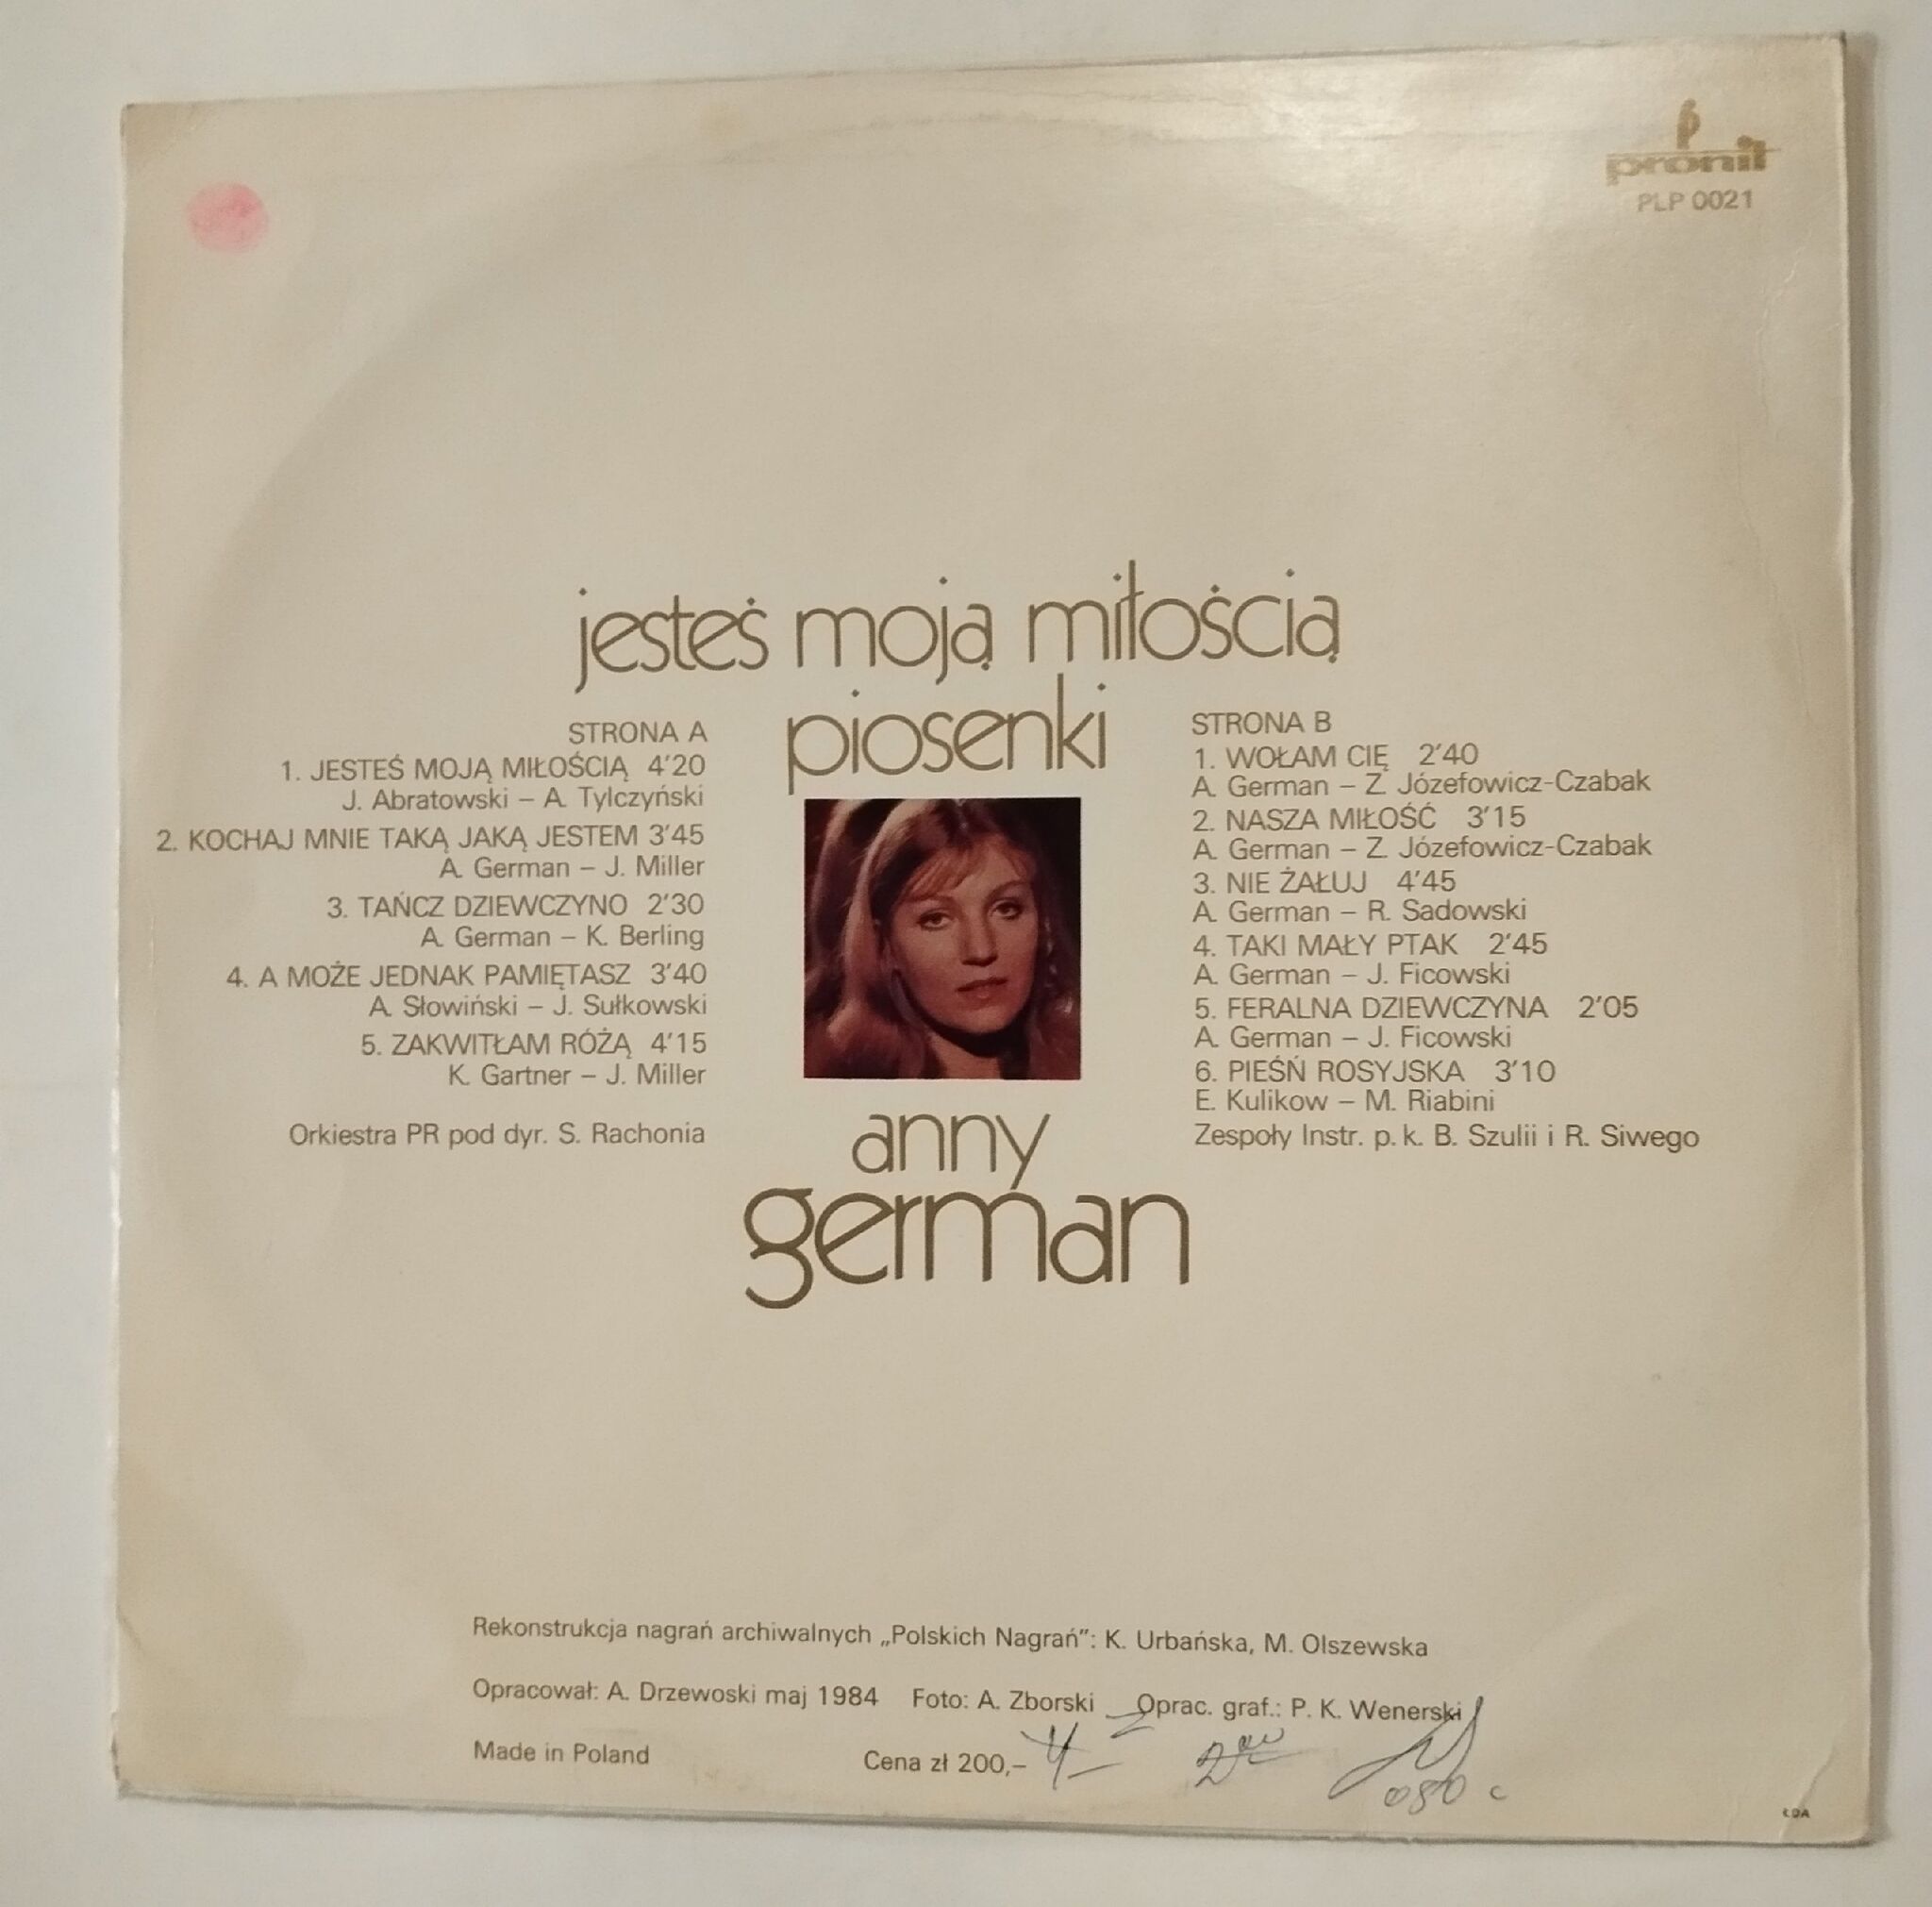 pronit
PLP 0021
jesteś moją miłością
piosenki
STRONA A
1. JESTEŚ MOJĄ MIŁOŚCIĄ 4'20
J. Abratowski – A. Tylczyński
2. KOCHAJ MNIE TAKĄ JAKĄ JESTEM 3'45
A. German – J. Miller
3. TAŃCZ DZIEWCZYNO 2'30
A. German – K. Berling
4. A MOŻE JEDNAK PAMIĘTASZ 3'40
A. Słowiński – J. Sułkowski
5. ZAKWITŁAM RÓŻĄ 4'15
K. Gartner – J. Miller
Orkiestra PR pod dyr. S. Rachonia
STRONA B
1. WOŁAM CIĘ 2'40
A. German – Z. Józefowicz-Czabak
2. NASZA MIŁOŚĆ 3'15
A. German – Z. Józefowicz-Czabak
3. NIE ŻAŁUJ 4'45
A. German – R. Sadowski
4. TAKI MAŁY PTAK 2'45
A. German – J. Ficowski
5. FERALNA DZIEWCZYNA 2'05
A. German – J. Ficowski
6. PIEŚŃ ROSYJSKA 3'10
E. Kulikow – M. Riabini
Zespoły Instr. p. k. B. Szulii i R. Siwego
anny
german
Rekonstrukcja nagrań archiwalnych „Polskich Nagrań”: K. Urbańska, M. Olszewska
Opracował: A. Drzewoski maj 1984 Foto: A. Zborski Oprac. graf.: P. K. Wenerski
Made in Poland Cena zł 200,–